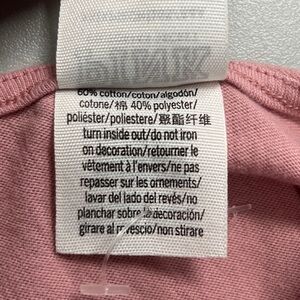 60% cotton/coton/algodón/
cotone/棉 40% polyester/
poliéster/poliestere/聚酯纤维
turn inside out/do not iron
on decoration/retourner le
vêtement à l'envers/ne pas
repasser sur les ornements/
lavar del lado del revés/no
planchar sobre la decoración/
girare al rovescio/non stirare